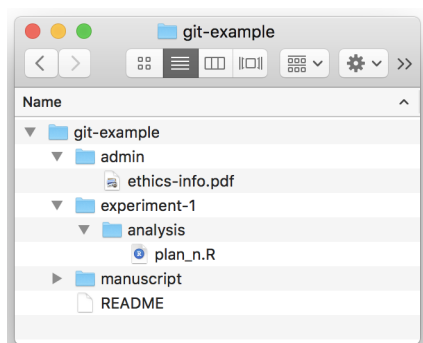 git-example
Name
git-example
admin
ethics-info.pdf
experiment-1
analysis
plan_n.R
manuscript
README